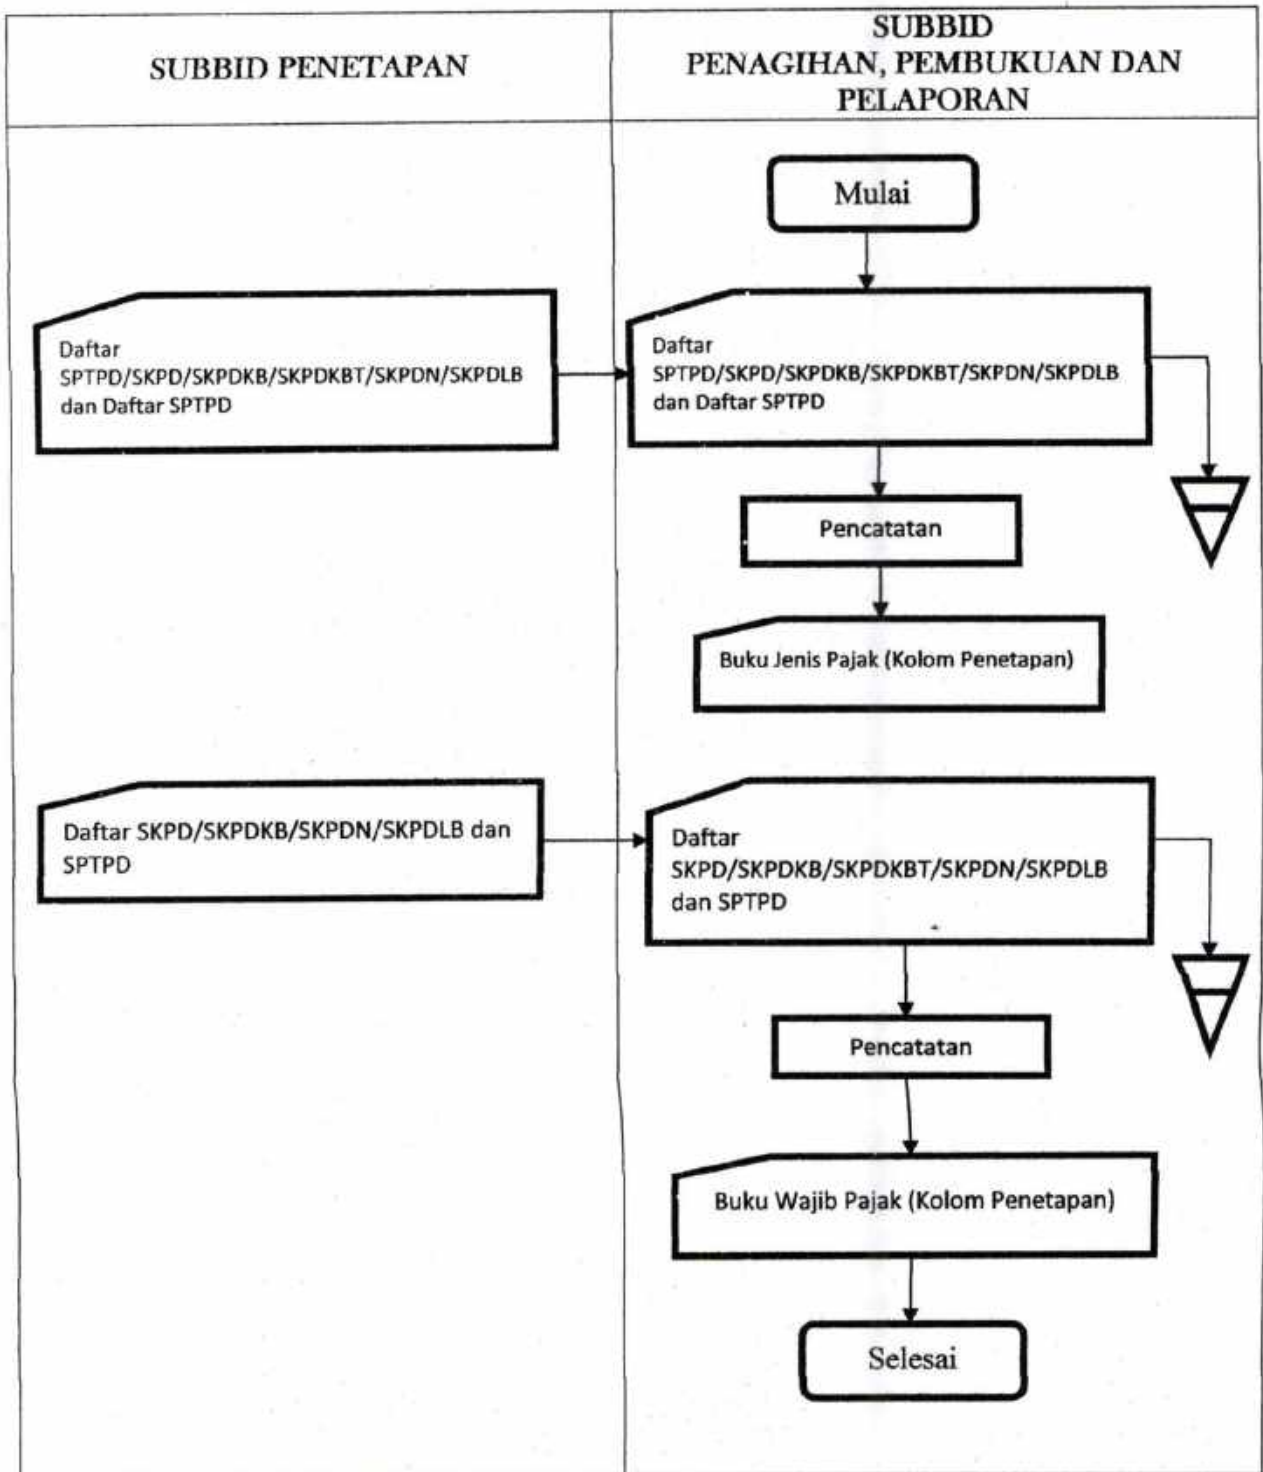 SUBBID PENETAPAN
SUBBID
PENAGIHAN, PEMBUKUAN DAN
PELAPORAN
Mulai
Daftar
SPTPD/SKPD/SKPDKB/SKPDKBT/SKPDN/SKPDLB
dan Daftar SPTPD
Daftar
SPTPD/SKPD/SKPDKB/SKPDKBT/SKPDN/SKPDLB
dan Daftar SPTPD
Pencatatan
Buku Jenis Pajak (Kolom Penetapan)
Daftar SKPD/SKPDKB/SKPDN/SKPDLB dan
SPTPD
Daftar
SKPD/SKPDKB/SKPDKBT/SKPDN/SKPDLB
dan SPTPD
Pencatatan
Buku Wajib Pajak (Kolom Penetapan)
Selesai